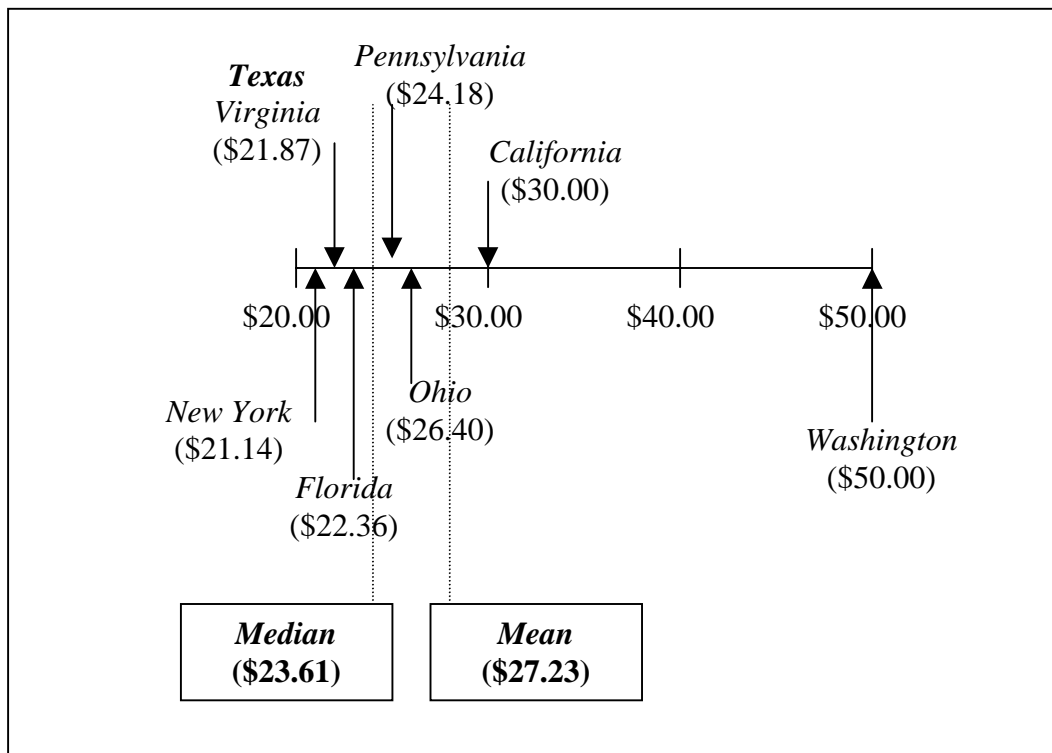 Pennsylvania
($24.18)
Texas
Virginia
($21.87)
California
($30.00)
$20.00
$30.00
$40.00
$50.00
New York
($21.14)
Ohio
($26.40)
Florida
($22.36)
Washington
($50.00)
Median
($23.61)
Mean
($27.23)